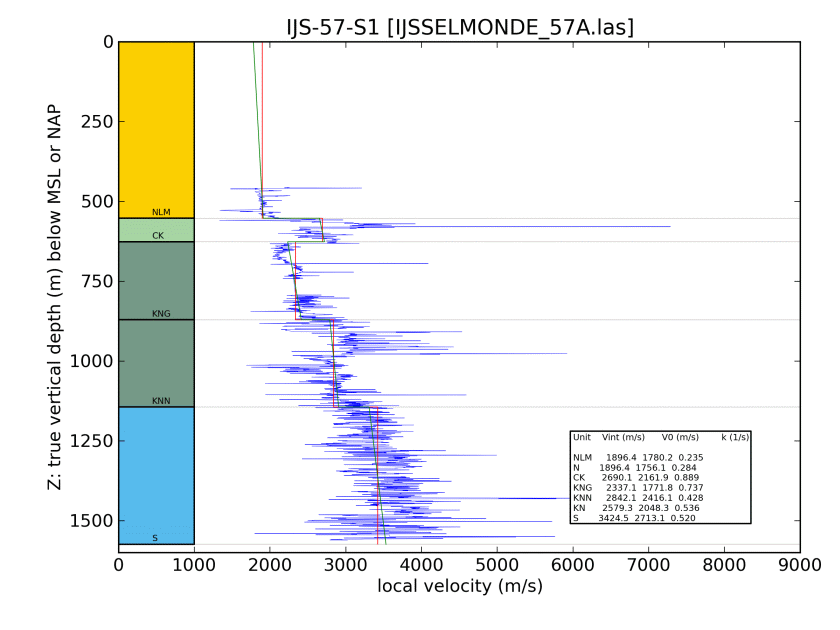 IJS-57-S1 [IJSSELMONDE_57A.las]
Z: true vertical depth (m) below MSL or NAP
0
250
500
750
1000
1250
1500
NLM
CK
KNG
KNN
S
Unit Vint (m/s) V0 (m/s) k (1/s)
NLM 1896.4 1780.2 0.235
N 1896.4 1756.1 0.284
CK 2690.1 2161.9 0.889
KNG 2337.1 1771.8 0.737
KNN 2842.1 2416.1 0.428
KN 2579.3 2048.3 0.536
S 3424.5 2713.1 0.520
0 1000 2000 3000 4000 5000 6000 7000 8000 9000
local velocity (m/s)